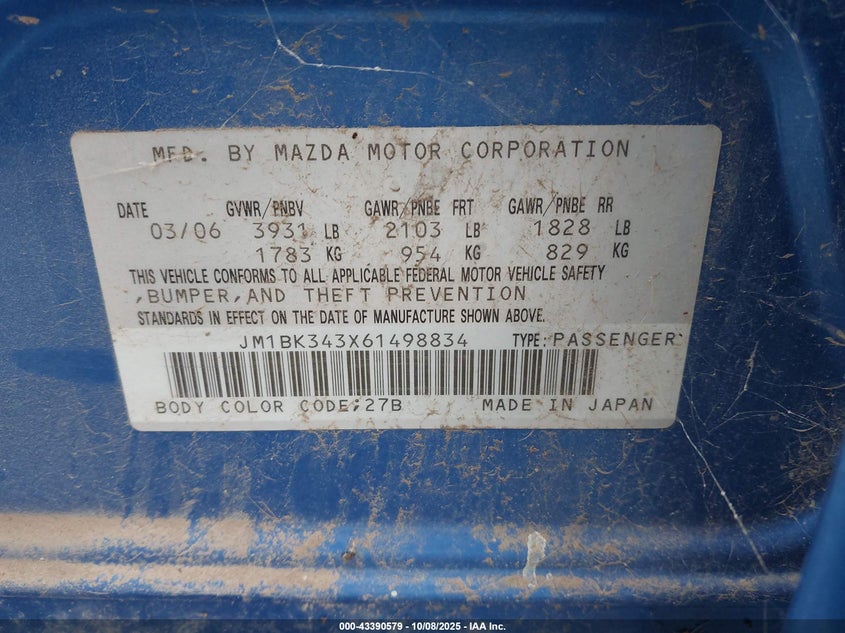 MFD. BY MAZDA MOTOR CORPORATION
DATE GVWR/PNBV GAWR/PNBE FRT GAWR/PNBE RR
03/06 3931 LB 2103 LB 1828 LB
1783 KG 954 KG 829 KG
THIS VEHICLE CONFORMS TO ALL APPLICABLE FEDERAL MOTOR VEHICLE SAFETY
,BUMPER,AND THEFT PREVENTION
STANDARDS IN EFFECT ON THE DATE OF MANUFACTURE SHOWN ABOVE.
JM1BK343X61498834 TYPE:PASSENGER
BODY COLOR CODE;27B MADE IN JAPAN
000-43390579 - 10/08/2025 - IAA Inc.